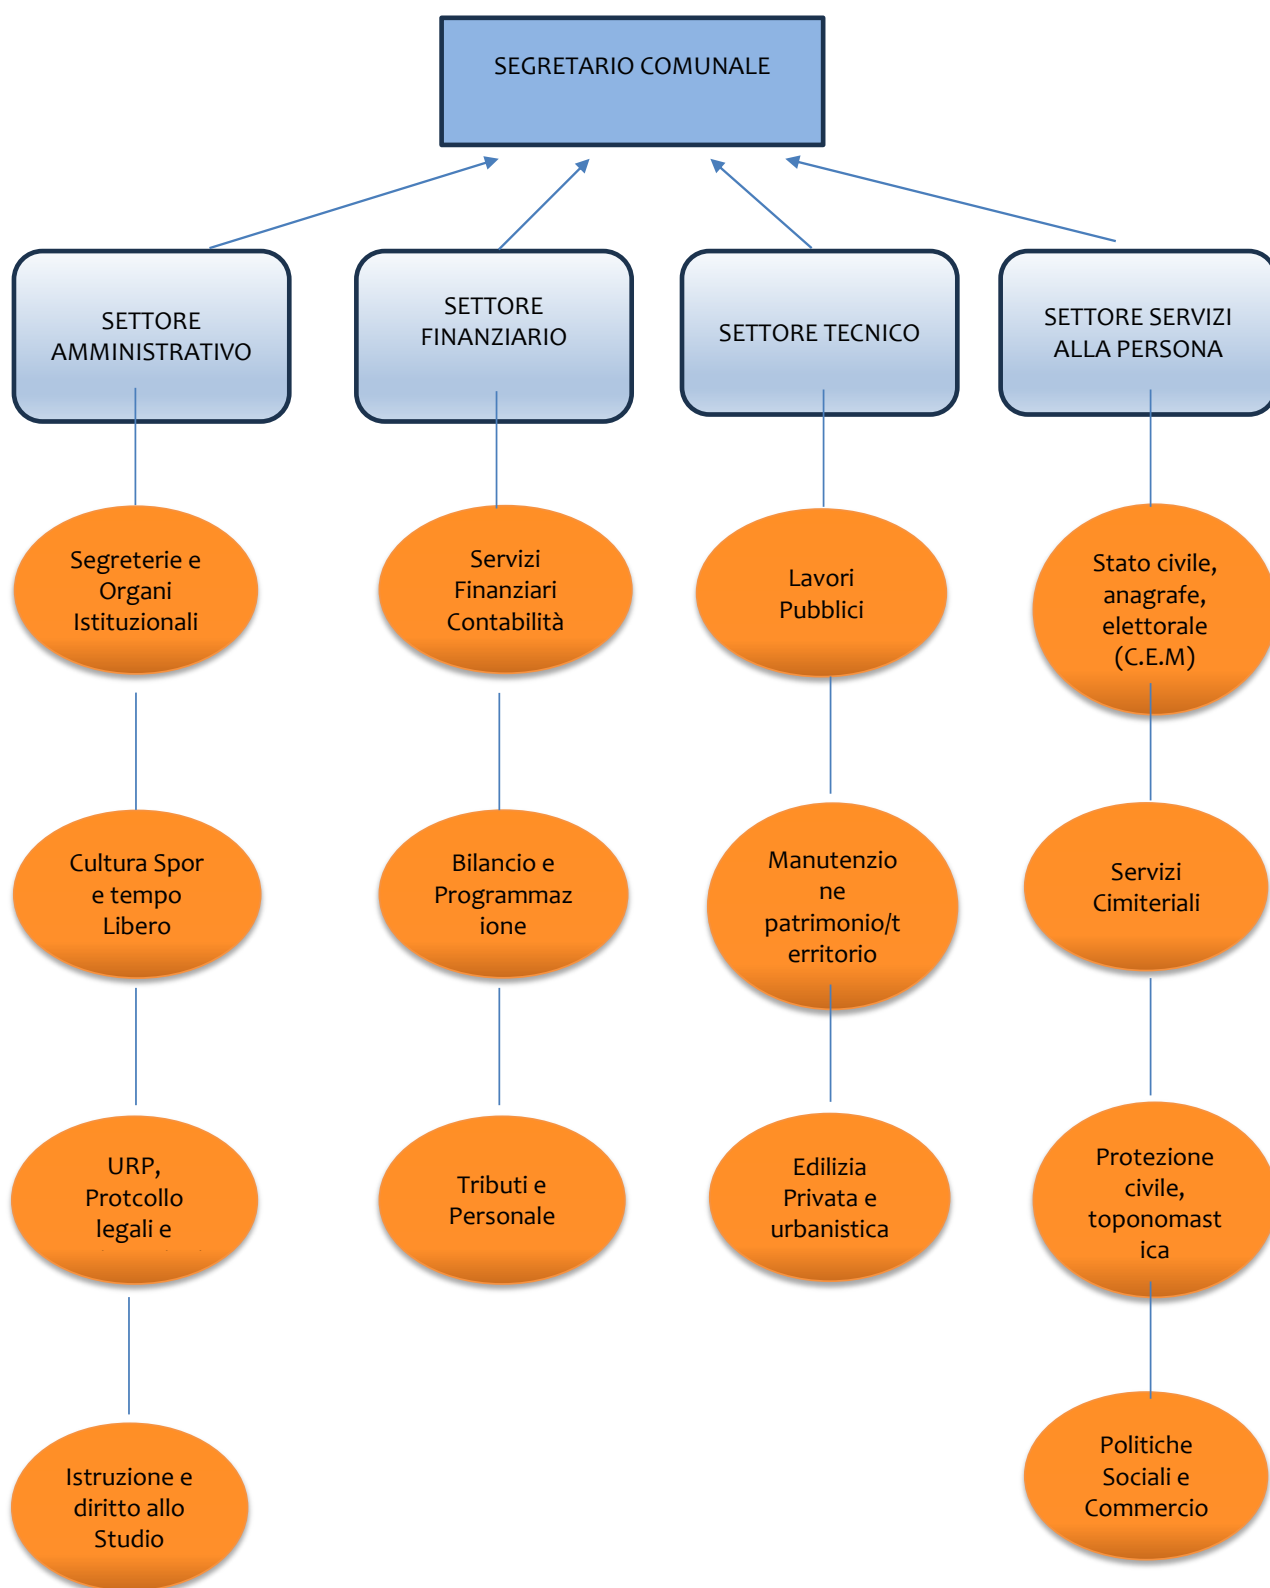 SEGRETARIO COMUNALE
SETTORE
AMMINISTRATIVO
SETTORE
FINANZIARIO
SETTORE TECNICO
SETTORE SERVIZI
ALLA PERSONA
Segreterie e
Organi
Istituzionali
Servizi
Finanziari
Contabilità
Lavori
Pubblici
Stato civile,
anagrafe,
elettorale
(C.E.M)
Cultura Spor
e tempo
Libero
Bilancio e
Programmaz
ione
Manutenzio
ne
patrimonio/t
erritorio
Servizi
Cimiteriali
URP,
Protcollo
legali e
Tributi e
Personale
Edilizia
Privata e
urbanistica
Protezione
civile,
toponomast
ica
Istruzione e
diritto allo
Studio
Politiche
Sociali e
Commercio